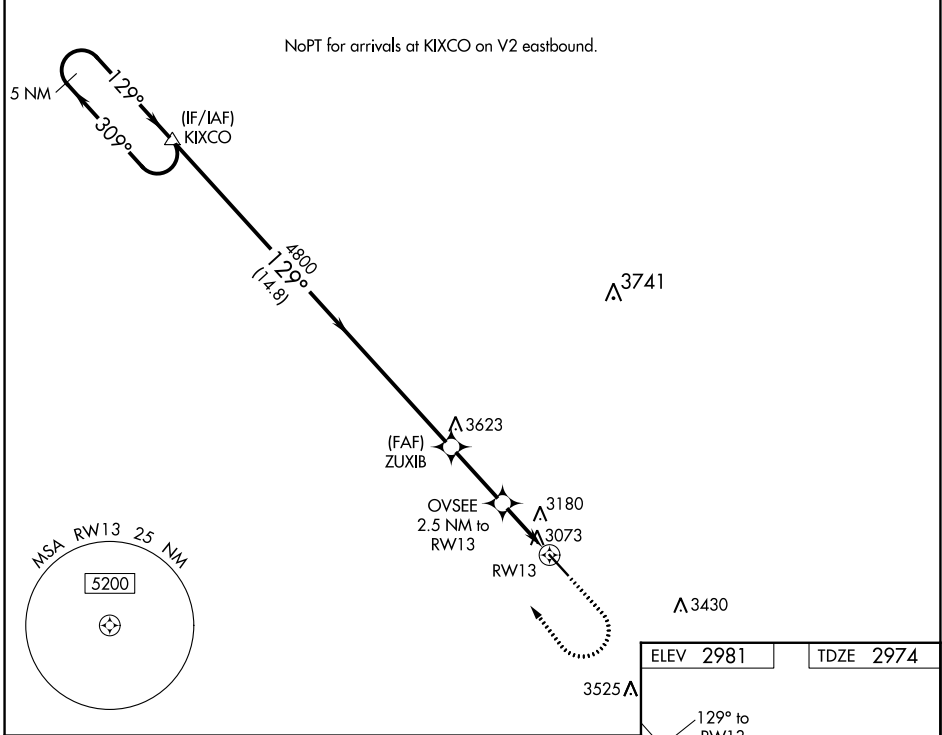 NoPT for arrivals at KIXCO on V2 eastbound.
5 NM
129°
309°
(IF/IAF)
KIXCO
4800
129°
(14.8)
3741
3623
(FAF)
ZUXIB
OVSEE
2.5 NM to
RW13
3180
3073
RW13
MSA RW13 25 NM
5200
3430
3525
ELEV 2981
TDZE 2974
129° to
RW13